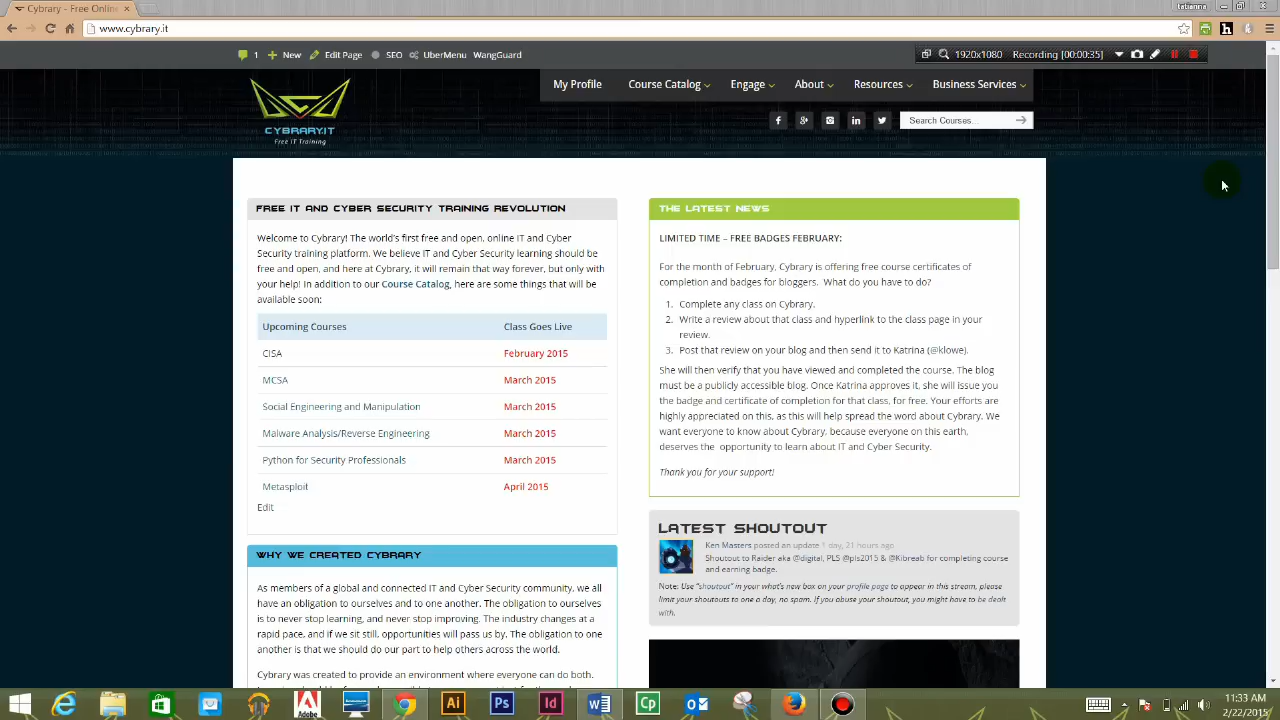 Cybrary - Free Online
tatianna
www.cybrary.it
1
New
Edit Page
SEO
UberMenu
WangGuard
1920x1080
Recording [00:00:35]
My Profile
Course Catalog
Engage
About
Resources
Business Services
CYBRARY.IT
Free IT Training
Search Courses...
FREE IT AND CYBER SECURITY TRAINING REVOLUTION
Welcome to Cybrary! The world's first free and open, online IT and Cyber
Security training platform. We believe IT and Cyber Security learning should be
free and open, and here at Cybrary, it will remain that way forever, but only with
your help! In addition to our Course Catalog, here are some things that will be
available soon:
Upcoming Courses Class Goes Live
CISA February 2015
MCSA March 2015
Social Engineering and Manipulation March 2015
Malware Analysis/Reverse Engineering March 2015
Python for Security Professionals March 2015
Metasploit April 2015
Edit
WHY WE CREATED CYBRARY
As members of a global and connected IT and Cyber Security community, we all
have an obligation to ourselves and to one another. The obligation to ourselves
is to never stop learning, and never stop improving. The industry changes at a
rapid pace, and if we sit still, opportunities will pass us by. The obligation to one
another is that we should do our part to help others across the world.
Cybrary was created to provide an environment where everyone can do both.
THE LATEST NEWS
LIMITED TIME – FREE BADGES FEBRUARY:
For the month of February, Cybrary is offering free course certificates of
completion and badges for bloggers. What do you have to do?
1. Complete any class on Cybrary.
2. Write a review about that class and hyperlink to the class page in your
review.
3. Post that review on your blog and then send it to Katrina (@klowe).
She will then verify that you have viewed and completed the course. The blog
must be a publicly accessible blog. Once Katrina approves it, she will issue you
the badge and certificate of completion for that class, for free. Your efforts are
highly appreciated on this, as this will help spread the word about Cybrary. We
want everyone to know about Cybrary, because everyone on this earth,
deserves the opportunity to learn about IT and Cyber Security.
Thank you for your support!
LATEST SHOUTOUT
Ken Masters posted an update 1 day, 21 hours ago
Shoutout to Raider aka @digital, PLS @pls2015 & @Kibreab for completing course
and earning badge.
Note: Use "shoutout" in your what's new box on your profile page to appear in this stream, please
limit your shoutouts to one a day, no spam. If you abuse your shoutout, you might have to be dealt
with.
Adobe
Ai
Ps
Id
Cp
11:33 AM
2/22/2015